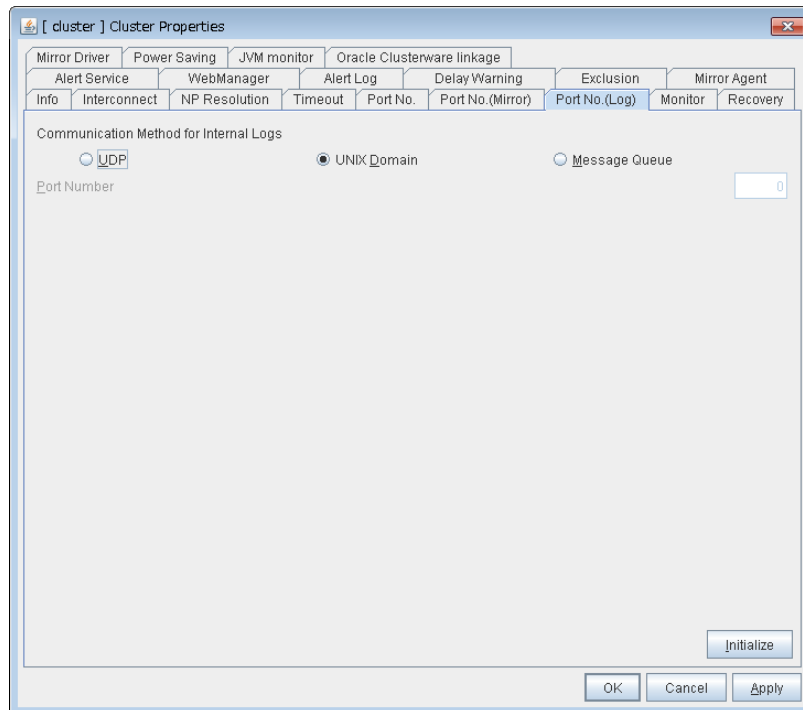 [ cluster ] Cluster Properties
Mirror Driver Power Saving JVM monitor Oracle Clusterware linkage
Alert Service WebManager Alert Log Delay Warning Exclusion Mirror Agent
Info Interconnect NP Resolution Timeout Port No. Port No.(Mirror) Port No.(Log) Monitor Recovery
Communication Method for Internal Logs
UDP UNIX Domain Message Queue
Port Number 0
Initialize
OK Cancel Apply